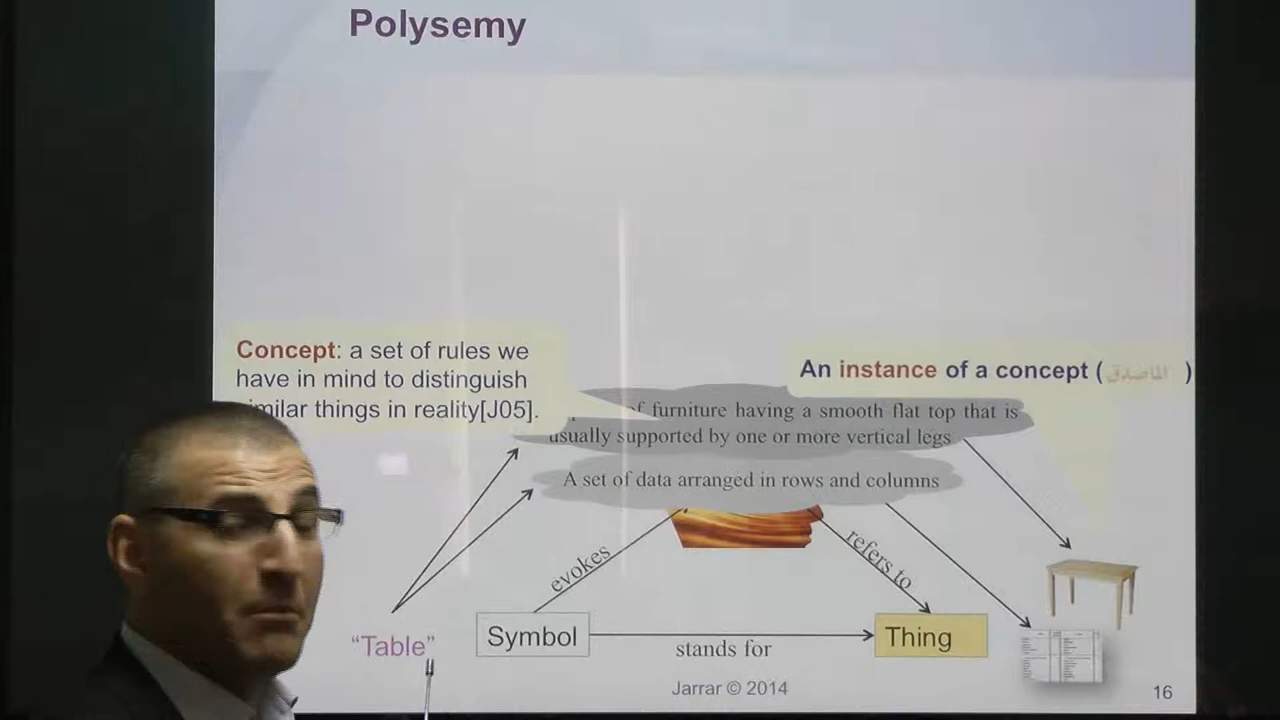 Polysemy
Concept: a set of rules we
have in mind to distinguish
similar things in reality[J05].
An instance of a concept (الماصدق)
of furniture having a smooth flat top that is
usually supported by one or more vertical legs
A set of data arranged in rows and columns
evokes
refers to
"Table"
Symbol
stands for
Thing
Jarrar © 2014
16